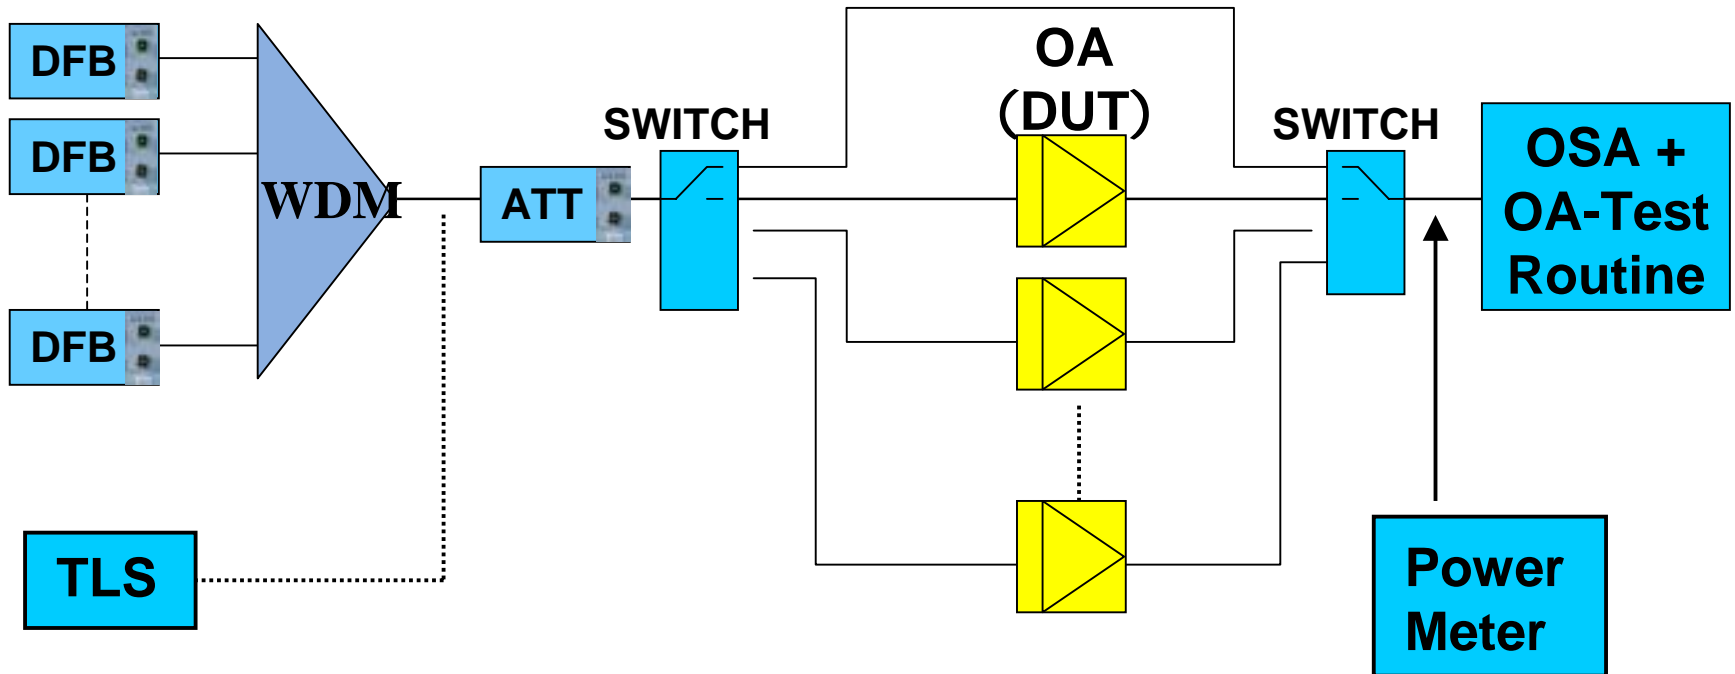 DFB
DFB
DFB
WDM
TLS
ATT
SWITCH
OA
(DUT)
SWITCH
OSA +
OA-Test
Routine
Power
Meter